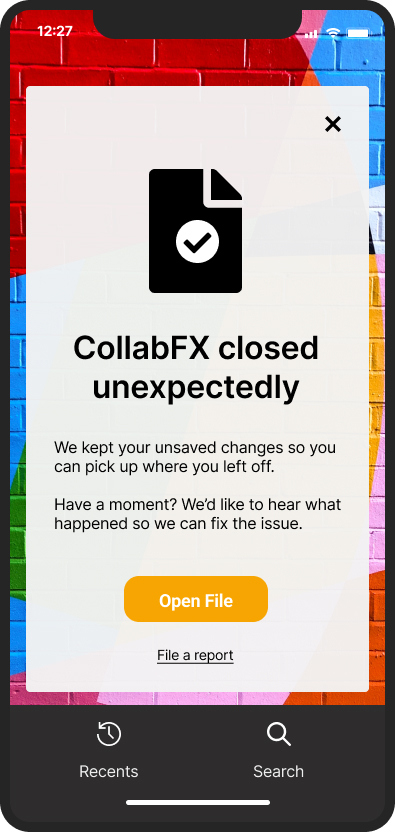 12:27
CollabFX closed
unexpectedly
We kept your unsaved changes so you
can pick up where you left off.
Have a moment? We’d like to hear what
happened so we can fix the issue.
Open File
File a report
Recents
Search